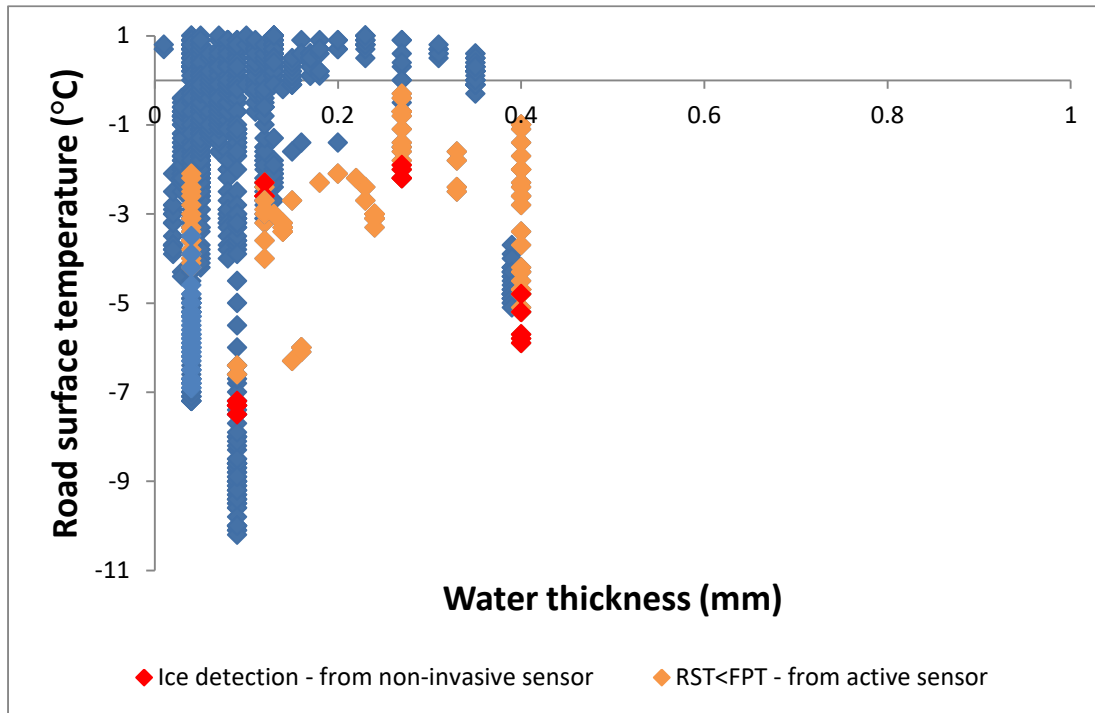 Road surface temperature (°C)
1
-1
-3
-5
-7
-9
-11
0 0.2 0.4 0.6 0.8 1
Water thickness (mm)
Ice detection - from non-invasive sensor RST<FPT - from active sensor